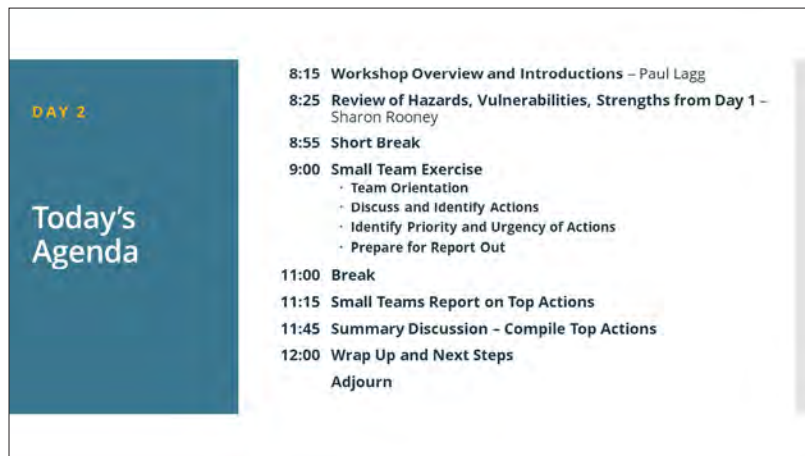 DAY 2
Today's
Agenda
8:15 Workshop Overview and Introductions – Paul Lagg
8:25 Review of Hazards, Vulnerabilities, Strengths from Day 1 –
Sharon Rooney
8:55 Short Break
9:00 Small Team Exercise
· Team Orientation
· Discuss and Identify Actions
· Identify Priority and Urgency of Actions
· Prepare for Report Out
11:00 Break
11:15 Small Teams Report on Top Actions
11:45 Summary Discussion – Compile Top Actions
12:00 Wrap Up and Next Steps
Adjourn